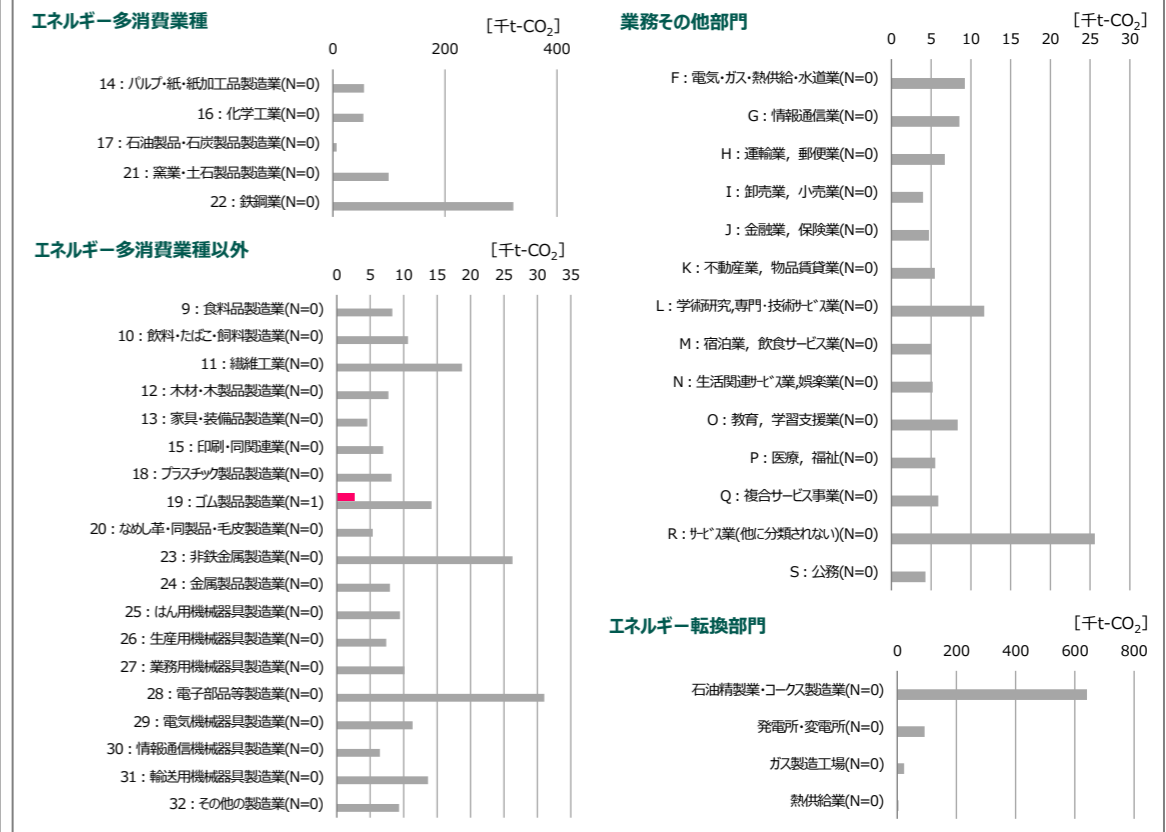 エネルギー多消費業種
[千t-CO2]
0 200 400
14：パルプ・紙・紙加工品製造業(N=0)
16：化学工業(N=0)
17：石油製品・石炭製品製造業(N=0)
21：窯業・土石製品製造業(N=0)
22：鉄鋼業(N=0)
エネルギー多消費業種以外
[千t-CO2]
0 5 10 15 20 25 30 35
9：食料品製造業(N=0)
10：飲料・たばこ・飼料製造業(N=0)
11：繊維工業(N=0)
12：木材・木製品製造業(N=0)
13：家具・装備品製造業(N=0)
15：印刷・同関連業(N=0)
18：プラスチック製品製造業(N=0)
19：ゴム製品製造業(N=1)
20：なめし革・同製品・毛皮製造業(N=0)
23：非鉄金属製造業(N=0)
24：金属製品製造業(N=0)
25：はん用機械器具製造業(N=0)
26：生産用機械器具製造業(N=0)
27：業務用機械器具製造業(N=0)
28：電子部品等製造業(N=0)
29：電気機械器具製造業(N=0)
30：情報通信機械器具製造業(N=0)
31：輸送用機械器具製造業(N=0)
32：その他の製造業(N=0)
業務その他部門
[千t-CO2]
0 5 10 15 20 25 30
F：電気・ガス・熱供給・水道業(N=0)
G：情報通信業(N=0)
H：運輸業，郵便業(N=0)
I：卸売業，小売業(N=0)
J：金融業，保険業(N=0)
K：不動産業，物品賃貸業(N=0)
L：学術研究,専門・技術サービス業(N=0)
M：宿泊業，飲食サービス業(N=0)
N：生活関連サービス業,娯楽業(N=0)
O：教育，学習支援業(N=0)
P：医療，福祉(N=0)
Q：複合サービス事業(N=0)
R：サービス業(他に分類されない)(N=0)
S：公務(N=0)
エネルギー転換部門
[千t-CO2]
0 200 400 600 800
石油精製業・コークス製造業(N=0)
発電所・変電所(N=0)
ガス製造工場(N=0)
熱供給業(N=0)